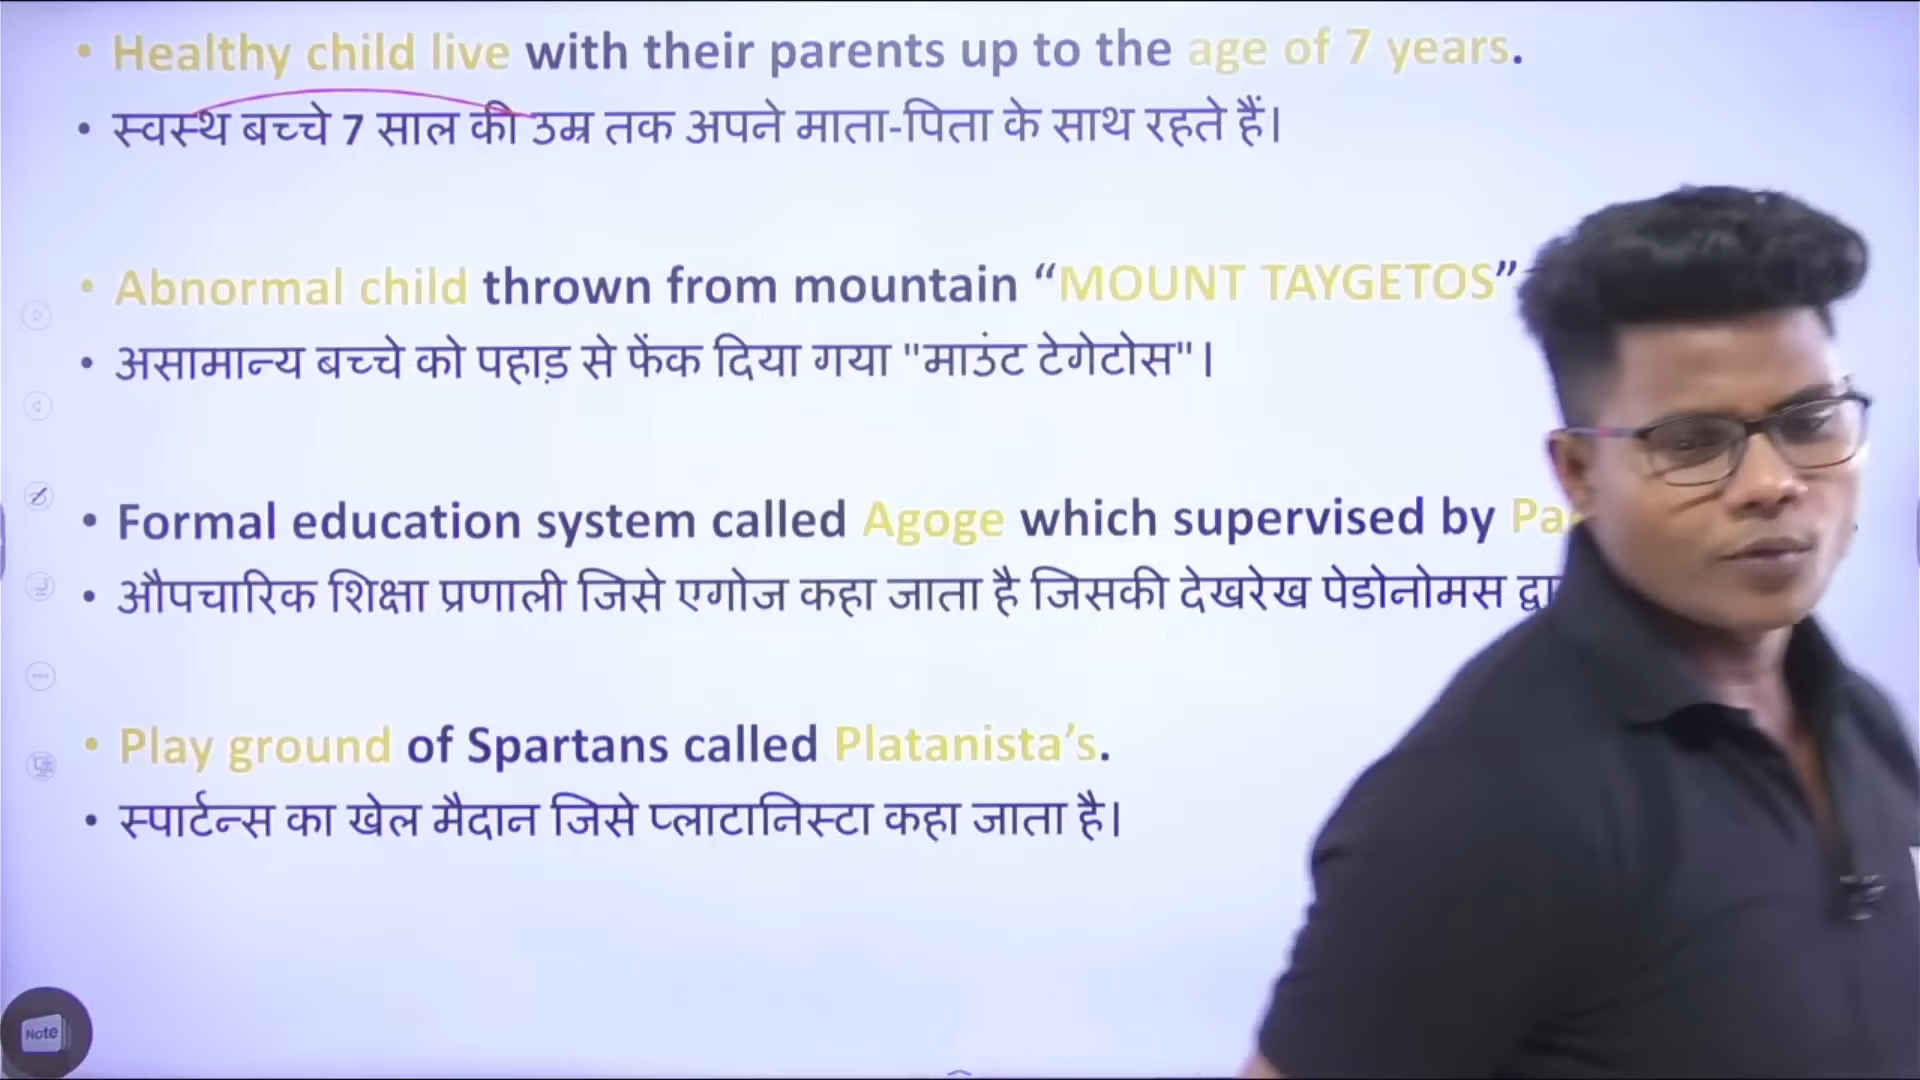 • Healthy child live with their parents up to the age of 7 years.
• स्वस्थ बच्चे 7 साल की उम्र तक अपने माता-पिता के साथ रहते हैं।
• Abnormal child thrown from mountain “MOUNT TAYGETOS”
• असामान्य बच्चे को पहाड़ से फेंक दिया गया "माउंट टेगेटोस"।
• Formal education system called Agoge which supervised by
• औपचारिक शिक्षा प्रणाली जिसे एगोज कहा जाता है जिसकी देखरेख पेडोनोमस
• Play ground of Spartans called Platanista’s.
• स्पार्टन्स का खेल मैदान जिसे प्लाटानिस्टा कहा जाता है।
Note